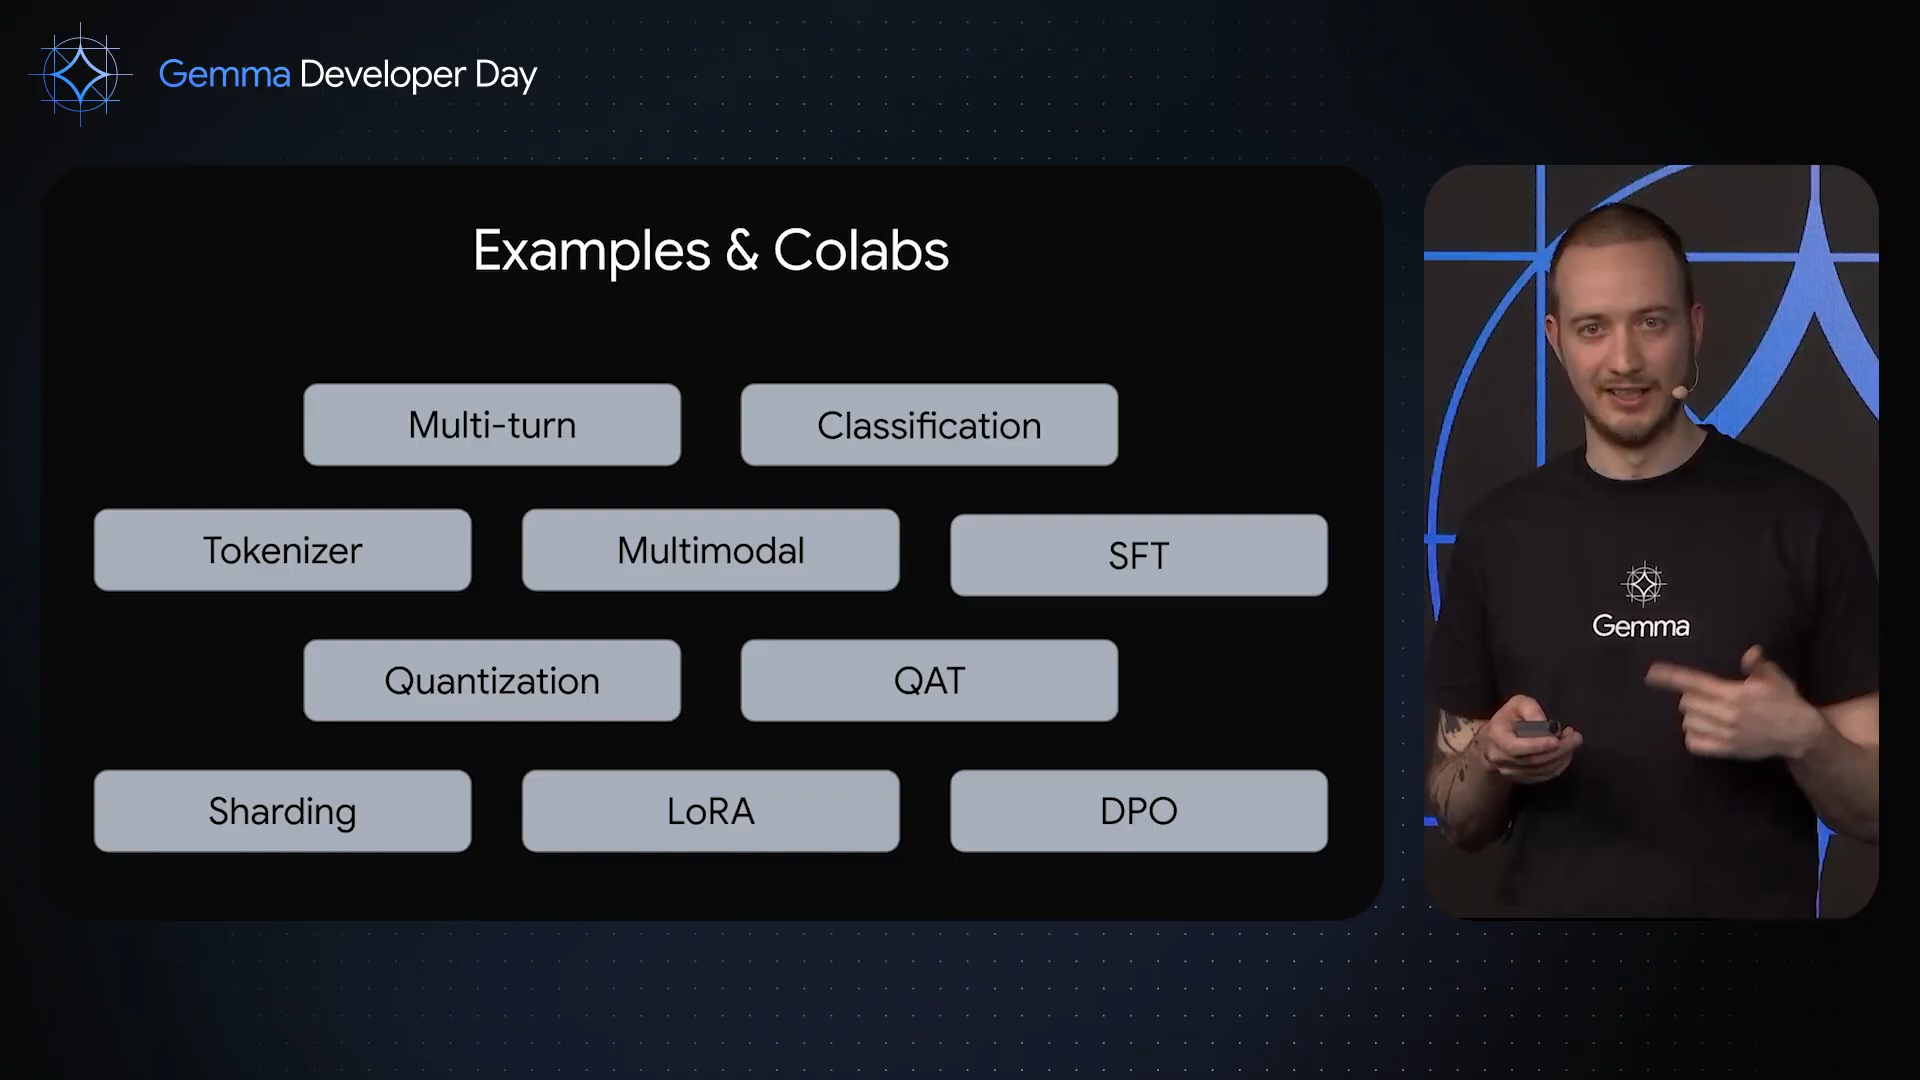 Gemma Developer Day
Examples & Colabs
Multi-turn
Classification
Tokenizer
Multimodal
SFT
Quantization
QAT
Sharding
LoRA
DPO
Gemma